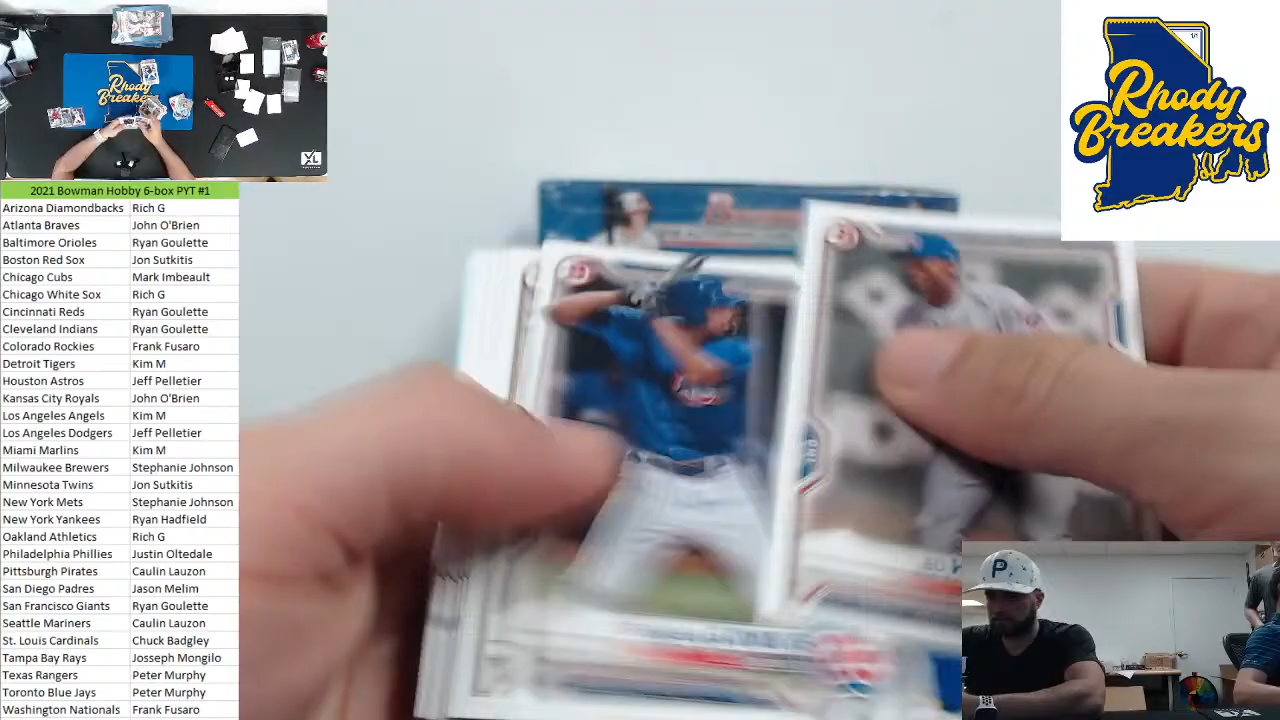 Rhody
Breakers
XL
1/1
Rhody
Breakers
2021 Bowman Hobby 6-box PYT #1
Arizona Diamondbacks Rich G
Atlanta Braves John O'Brien
Baltimore Orioles Ryan Goulette
Boston Red Sox Jon Sutkitis
Chicago Cubs Mark Imbeault
Chicago White Sox Rich G
Cincinnati Reds Ryan Goulette
Cleveland Indians Ryan Goulette
Colorado Rockies Frank Fusaro
Detroit Tigers Kim M
Houston Astros Jeff Pelletier
Kansas City Royals John O'Brien
Los Angeles Angels Kim M
Los Angeles Dodgers Jeff Pelletier
Miami Marlins Kim M
Milwaukee Brewers Stephanie Johnson
Minnesota Twins Jon Sutkitis
New York Mets Stephanie Johnson
New York Yankees Ryan Hadfield
Oakland Athletics Rich G
Philadelphia Phillies Justin Oltedale
Pittsburgh Pirates Caulin Lauzon
San Diego Padres Jason Melim
San Francisco Giants Ryan Goulette
Seattle Mariners Caulin Lauzon
St. Louis Cardinals Chuck Badgley
Tampa Bay Rays Josseph Mongilo
Texas Rangers Peter Murphy
Toronto Blue Jays Peter Murphy
Washington Nationals Frank Fusaro
P